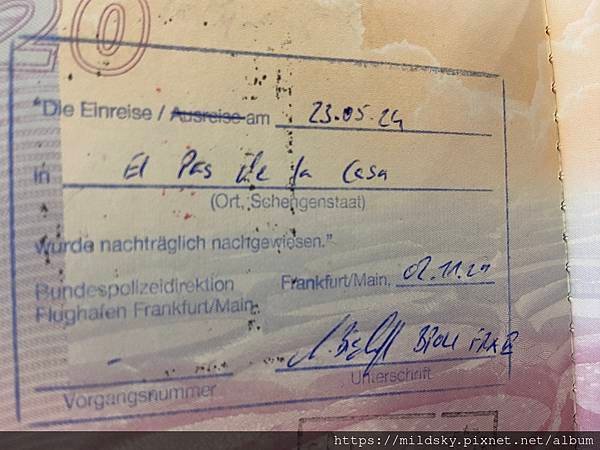 20
"Die Einreise / Ausreise am 23.05.24
in El Pas de la Casa
(Ort, Schengenstaat)
wurde nachträglich nachgewiesen."
Bundespolizeidirektion
Flughafen Frankfurt/Main
Frankfurt/Main, 02.11.24
-
Vorgangsnummer
Unterschrift
https://mildsky.pixnet.net/album